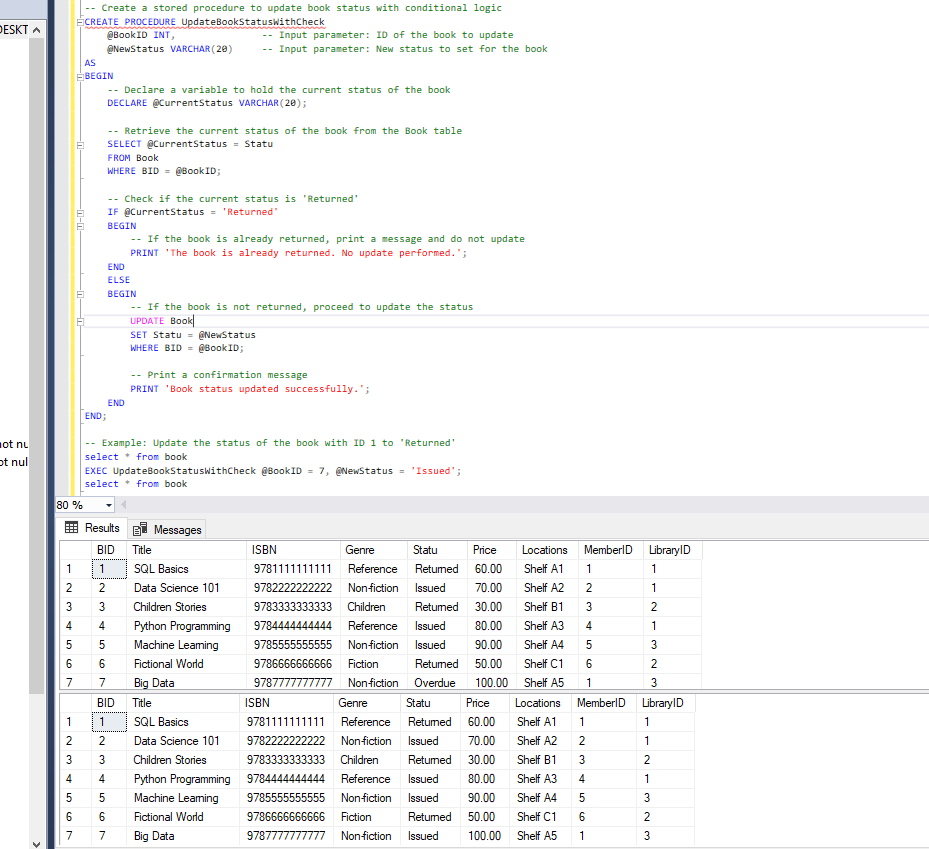 -- Create a stored procedure to update book status with conditional logic
CREATE PROCEDURE UpdateBookStatusWithCheck
DESKT
@BookID INT, -- Input parameter: ID of the book to update
@NewStatus VARCHAR(20) -- Input parameter: New status to set for the book
AS
BEGIN
-- Declare a variable to hold the current status of the book
DECLARE @CurrentStatus VARCHAR(20);
-- Retrieve the current status of the book from the Book table
SELECT @CurrentStatus = Statu
FROM Book
WHERE BID = @BookID;
-- Check if the current status is 'Returned'
IF @CurrentStatus = 'Returned'
BEGIN
-- If the book is already returned, print a message and do not update
PRINT 'The book is already returned. No update performed.';
END
ELSE
BEGIN
-- If the book is not returned, proceed to update the status
UPDATE Book
SET Statu = @NewStatus
WHERE BID = @BookID;
-- Print a confirmation message
PRINT 'Book status updated successfully.';
END
END;
-- Example: Update the status of the book with ID 1 to 'Returned'
not nu
select * from book
ot nul
EXEC UpdateBookStatusWithCheck @BookID = 7, @NewStatus = 'Issued';
select * from book
80 %
Results Messages
BID Title ISBN Genre Statu Price Locations MemberID LibraryID
1 1 SQL Basics 9781111111111 Reference Returned 60.00 Shelf A1 1 1
2 2 Data Science 101 9782222222222 Non-fiction Issued 70.00 Shelf A2 2 1
3 3 Children Stories 9783333333333 Children Returned 30.00 Shelf B1 3 2
4 4 Python Programming 9784444444444 Reference Issued 80.00 Shelf A3 4 1
5 5 Machine Learning 9785555555555 Non-fiction Issued 90.00 Shelf A4 5 3
6 6 Fictional World 9786666666666 Fiction Returned 50.00 Shelf C1 6 2
7 7 Big Data 9787777777777 Non-fiction Overdue 100.00 Shelf A5 1 3
BID Title ISBN Genre Statu Price Locations MemberID LibraryID
1 1 SQL Basics 9781111111111 Reference Returned 60.00 Shelf A1 1 1
2 2 Data Science 101 9782222222222 Non-fiction Issued 70.00 Shelf A2 2 1
3 3 Children Stories 9783333333333 Children Returned 30.00 Shelf B1 3 2
4 4 Python Programming 9784444444444 Reference Issued 80.00 Shelf A3 4 1
5 5 Machine Learning 9785555555555 Non-fiction Issued 90.00 Shelf A4 5 3
6 6 Fictional World 9786666666666 Fiction Returned 50.00 Shelf C1 6 2
7 7 Big Data 9787777777777 Non-fiction Issued 100.00 Shelf A5 1 3